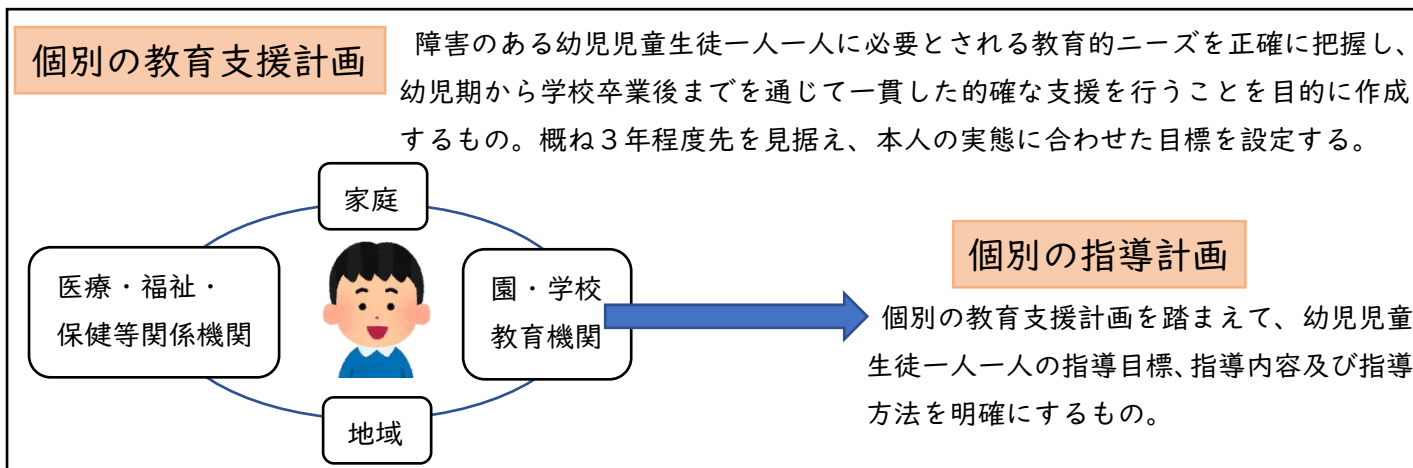 個別の教育支援計画
障害のある幼児児童生徒一人一人に必要とされる教育的ニーズを正確に把握し、
幼児期から学校卒業後までを通じて一貫した的確な支援を行うことを目的に作成
するもの。概ね３年程度先を見据え、本人の実態に合わせた目標を設定する。
家庭
医療・福祉・
保健等関係機関
園・学校
教育機関
地域
個別の指導計画
個別の教育支援計画を踏まえて、幼児児童
生徒一人一人の指導目標、指導内容及び指導
方法を明確にするもの。